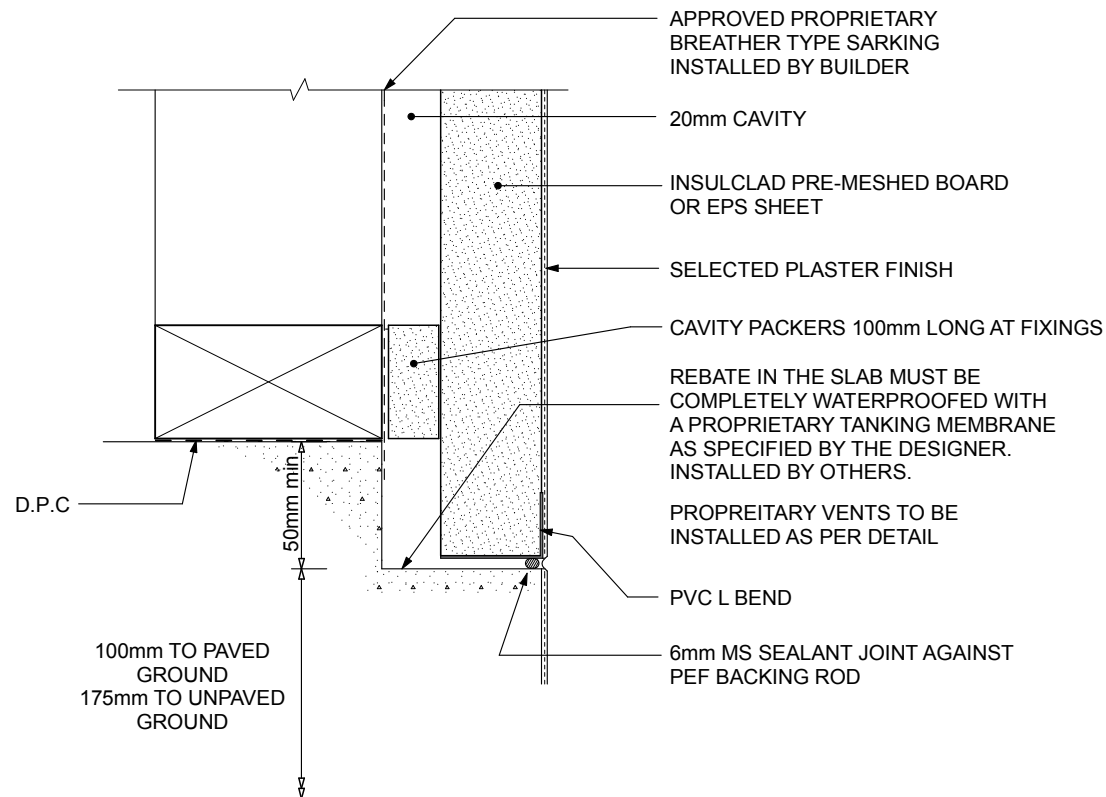 APPROVED PROPRIETARY
BREATHER TYPE SARKING
INSTALLED BY BUILDER
20mm CAVITY
INSULCLAD PRE-MESHED BOARD
OR EPS SHEET
SELECTED PLASTER FINISH
CAVITY PACKERS 100mm LONG AT FIXINGS
REBATE IN THE SLAB MUST BE
COMPLETELY WATERPROOFED WITH
A PROPRIETARY TANKING MEMBRANE
AS SPECIFIED BY THE DESIGNER.
INSTALLED BY OTHERS.
PROPREITARY VENTS TO BE
INSTALLED AS PER DETAIL
PVC L BEND
6mm MS SEALANT JOINT AGAINST
PEF BACKING ROD
D.P.C
50mm min
100mm TO PAVED
GROUND
175mm TO UNPAVED
GROUND